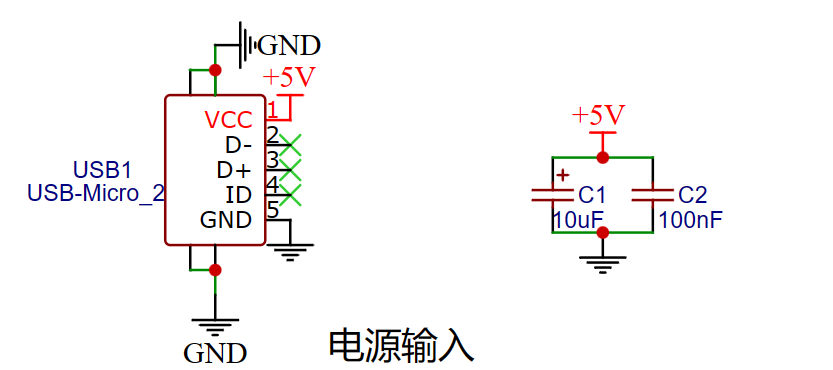 GND
+5V
VCC 1
D- 2
D+ 3
ID 4
GND 5
USB1
USB-Micro_2
GND
+5V
+
C1
10uF
C2
100nF
电源输入